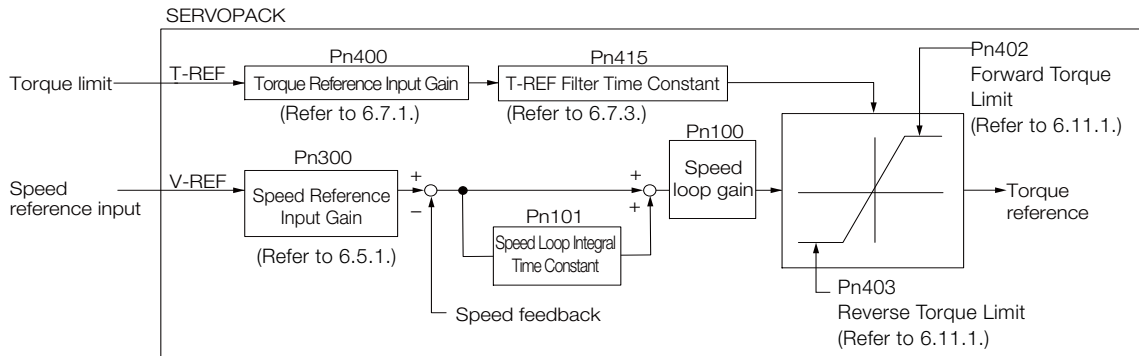 SERVOPACK
Torque limit
T-REF
Pn400
Torque Reference Input Gain
(Refer to 6.7.1.)
Pn415
T-REF Filter Time Constant
(Refer to 6.7.3.)
Pn402
Forward Torque
Limit
(Refer to 6.11.1.)
Speed
reference input
V-REF
Pn300
Speed Reference
Input Gain
(Refer to 6.5.1.)
+
−
Speed feedback
Pn101
Speed Loop Integral
Time Constant
+
+
Pn100
Speed
loop gain
Torque
reference
Pn403
Reverse Torque Limit
(Refer to 6.11.1.)